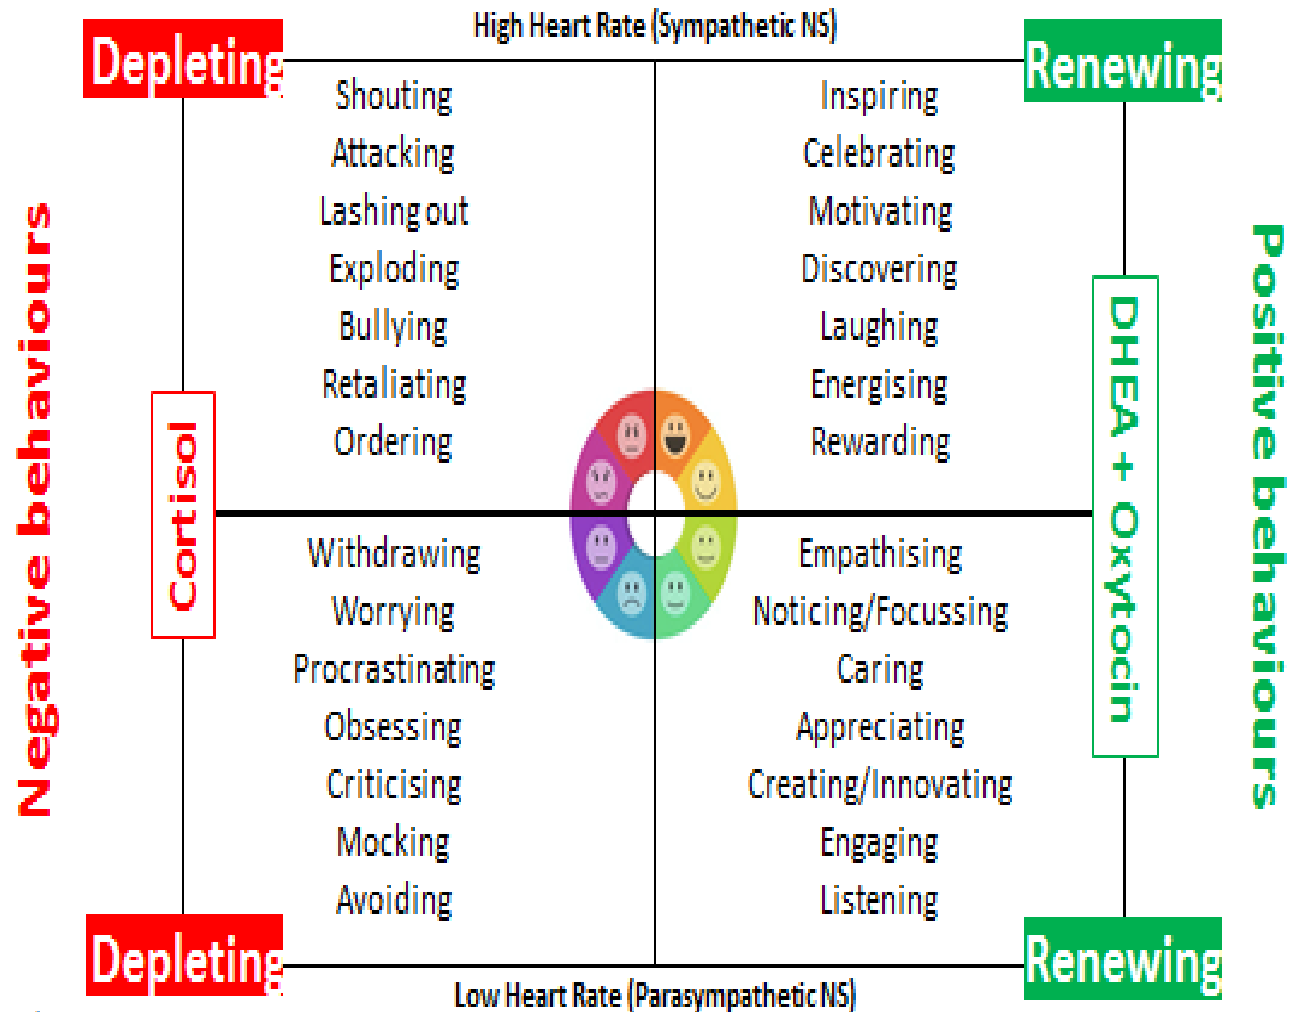 High Heart Rate (Sympathetic NS)
Depleting
Renewing
Shouting
Attacking
Lashing out
Exploding
Bullying
Retaliating
Ordering
Inspiring
Celebrating
Motivating
Discovering
Laughing
Energising
Rewarding
Negative behaviours
Cortisol
DHEA + Oxytocin
Positive behaviours
Withdrawing
Worrying
Procrastinating
Obsessing
Criticising
Mocking
Avoiding
Empathising
Noticing/Focussing
Caring
Appreciating
Creating/Innovating
Engaging
Listening
Depleting
Renewing
Low Heart Rate (Parasympathetic NS)